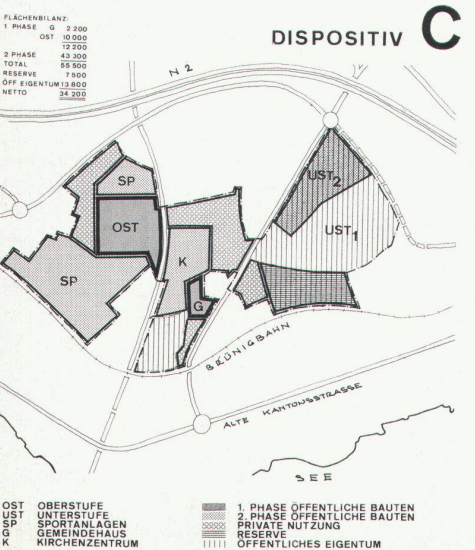 FLÄCHENBILANZ:
1 PHASE G 2 200
OST 10 000
12 200
2 PHASE 43 300
TOTAL 55 500
RESERVE 7 500
ÖFF EIGENTUM 13 800
NETTO 34 200
DISPOSITIV C
N 2
SP
UST2
OST
UST1
K
SP
G
BRÜNIGBAHN
ALTE KANTONSSTRASSE
SEE
OST OBERSTUFE
UST UNTERSTUFE
SP SPORTANLAGEN
G GEMEINDEHAUS
K KIRCHENZENTRUM
1. PHASE ÖFFENTLICHE BAUTEN
2. PHASE ÖFFENTLICHE BAUTEN
PRIVATE NUTZUNG
RESERVE
ÖFFENTLICHES EIGENTUM